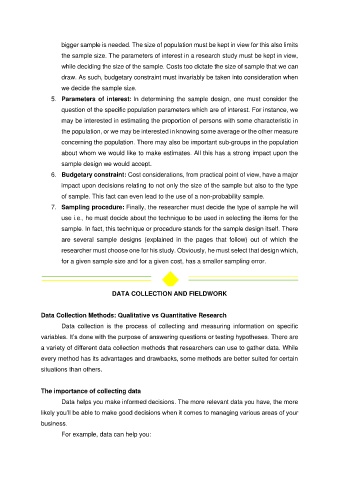 bigger sample is needed. The size of population must be kept in view for this also limits
the sample size. The parameters of interest in a research study must be kept in view,
while deciding the size of the sample. Costs too dictate the size of sample that we can
draw. As such, budgetary constraint must invariably be taken into consideration when
we decide the sample size.
5. Parameters of interest: In determining the sample design, one must consider the
question of the specific population parameters which are of interest. For instance, we
may be interested in estimating the proportion of persons with some characteristic in
the population, or we may be interested in knowing some average or the other measure
concerning the population. There may also be important sub-groups in the population
about whom we would like to make estimates. All this has a strong impact upon the
sample design we would accept.
6. Budgetary constraint: Cost considerations, from practical point of view, have a major
impact upon decisions relating to not only the size of the sample but also to the type
of sample. This fact can even lead to the use of a non-probability sample.
7. Sampling procedure: Finally, the researcher must decide the type of sample he will
use i.e., he must decide about the technique to be used in selecting the items for the
sample. In fact, this technique or procedure stands for the sample design itself. There
are several sample designs (explained in the pages that follow) out of which the
researcher must choose one for his study. Obviously, he must select that design which,
for a given sample size and for a given cost, has a smaller sampling error.
DATA COLLECTION AND FIELDWORK
Data Collection Methods: Qualitative vs Quantitative Research
Data collection is the process of collecting and measuring information on specific
variables. It's done with the purpose of answering questions or testing hypotheses. There are
a variety of different data collection methods that researchers can use to gather data. While
every method has its advantages and drawbacks, some methods are better suited for certain
situations than others.
The importance of collecting data
Data helps you make informed decisions. The more relevant data you have, the more
likely you'll be able to make good decisions when it comes to managing various areas of your
business.
For example, data can help you: